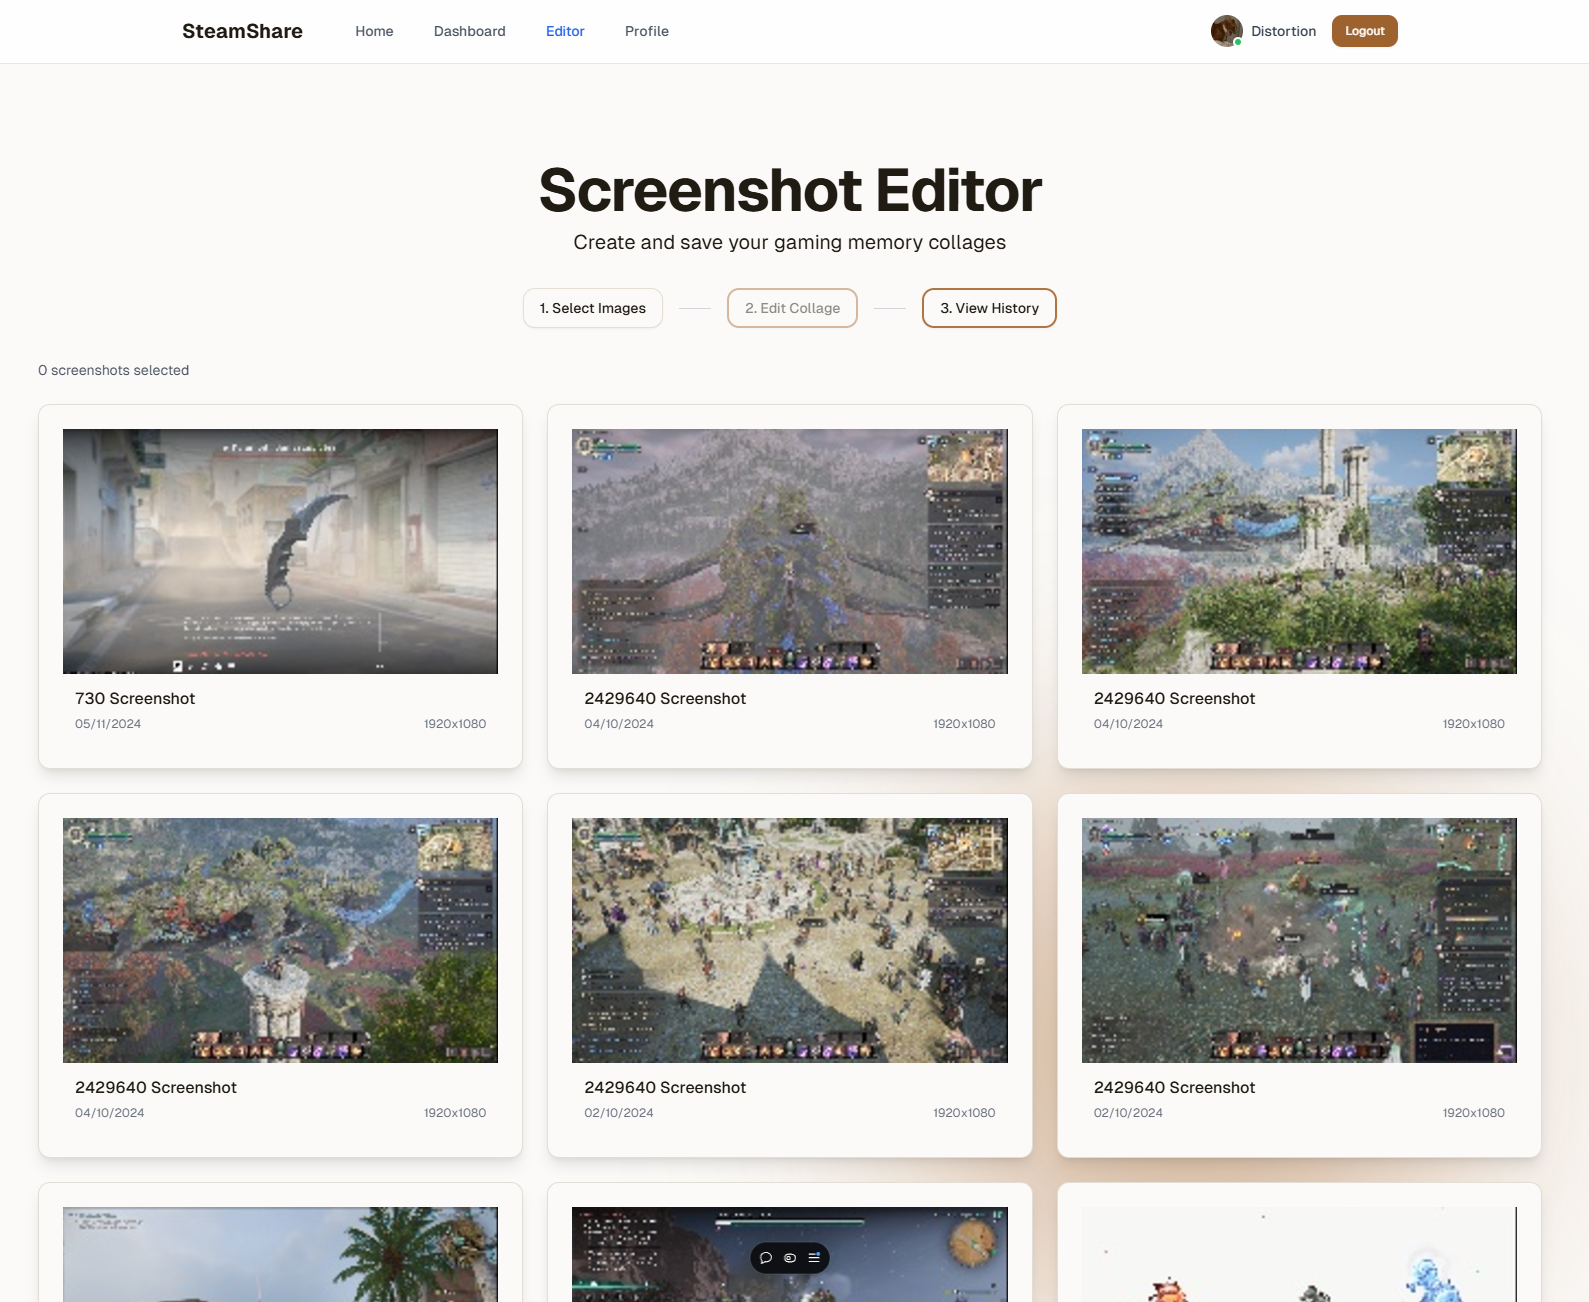 SteamShare
Home
Dashboard
Editor
Profile
Distortion
Logout
Screenshot Editor
Create and save your gaming memory collages
1. Select Images
2. Edit Collage
3. View History
0 screenshots selected
730 Screenshot
05/11/2024
1920x1080
2429640 Screenshot
04/10/2024
1920x1080
2429640 Screenshot
04/10/2024
1920x1080
2429640 Screenshot
04/10/2024
1920x1080
2429640 Screenshot
02/10/2024
1920x1080
2429640 Screenshot
02/10/2024
1920x1080